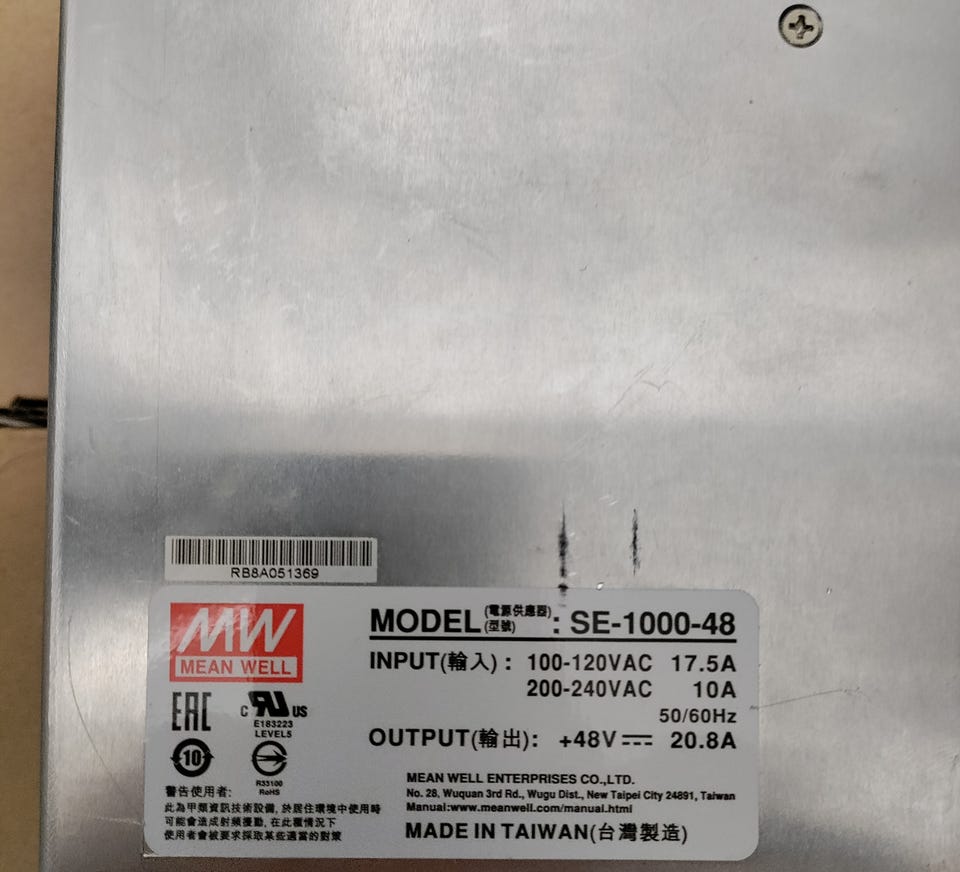 RB8A051369
MW
MEAN WELL
MODEL(電源供應器)(型號) : SE-1000-48
INPUT(輸入) : 100-120VAC 17.5A
200-240VAC 10A
50/60Hz
OUTPUT(輸出): +48V⎓ 20.8A
EAC
c RU US
E183223
LEVEL5
10
R33100
RoHS
警告使用者:
此為甲類資訊技術設備, 於居住環境中使用時
可能會造成射頻擾動, 在此種情況下
使用者會被要求採取某些適當的對策
MEAN WELL ENTERPRISES CO.,LTD.
No. 28, Wuquan 3rd Rd., Wugu Dist., New Taipei City 24891, Taiwan
Manual:www.meanwell.com/manual.html
MADE IN TAIWAN(台灣製造)